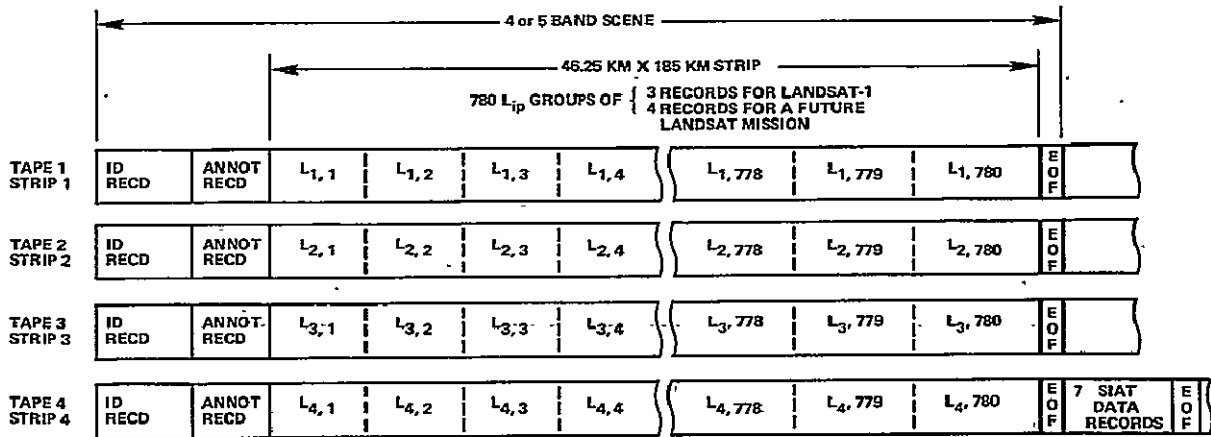 4 or 5 BAND SCENE
46.25 KM X 185 KM STRIP
780 Lip GROUPS OF { 3 RECORDS FOR LANDSAT-1
4 RECORDS FOR A FUTURE
LANDSAT MISSION
TAPE 1
STRIP 1
ID
RECD
ANNOT
RECD
L1, 1
L1, 2
L1, 3
L1, 4
L1, 778
L1, 779
L1, 780
EOF
TAPE 2
STRIP 2
ID
RECD
ANNOT
RECD
L2, 1
L2, 2
L2, 3
L2, 4
L2, 778
L2, 779
L2, 780
EOF
TAPE 3
STRIP 3
ID
RECD
ANNOT
RECD
L3, 1
L3, 2
L3, 3
L3, 4
L3, 778
L3, 779
L3, 780
EOF
TAPE 4
STRIP 4
ID
RECD
ANNOT
RECD
L4, 1
L4, 2
L4, 3
L4, 4
L4, 778
L4, 779
L4, 780
EOF
7 SIAT
DATA
RECORDS
EOF